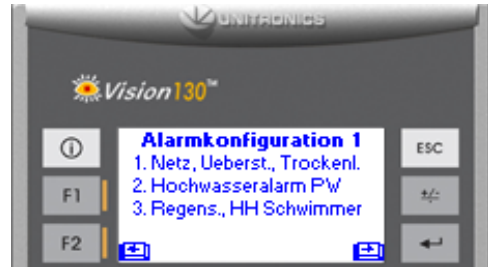 UNITRONICS
Vision130™
Alarmkonfiguration 1
1. Netz, Ueberst., Trockenl.
2. Hochwasseralarm PW
3. Regens., HH Schwimmer
i
ESC
F1
+/-
F2